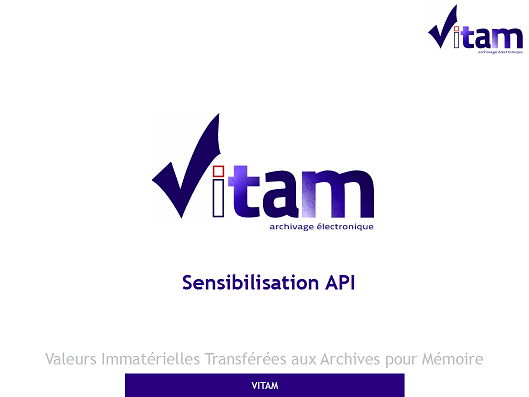 Vitam
archivage électronique
Vitam
archivage électronique
Sensibilisation API
Valeurs Immatérielles Transférées aux Archives pour Mémoire
VITAM